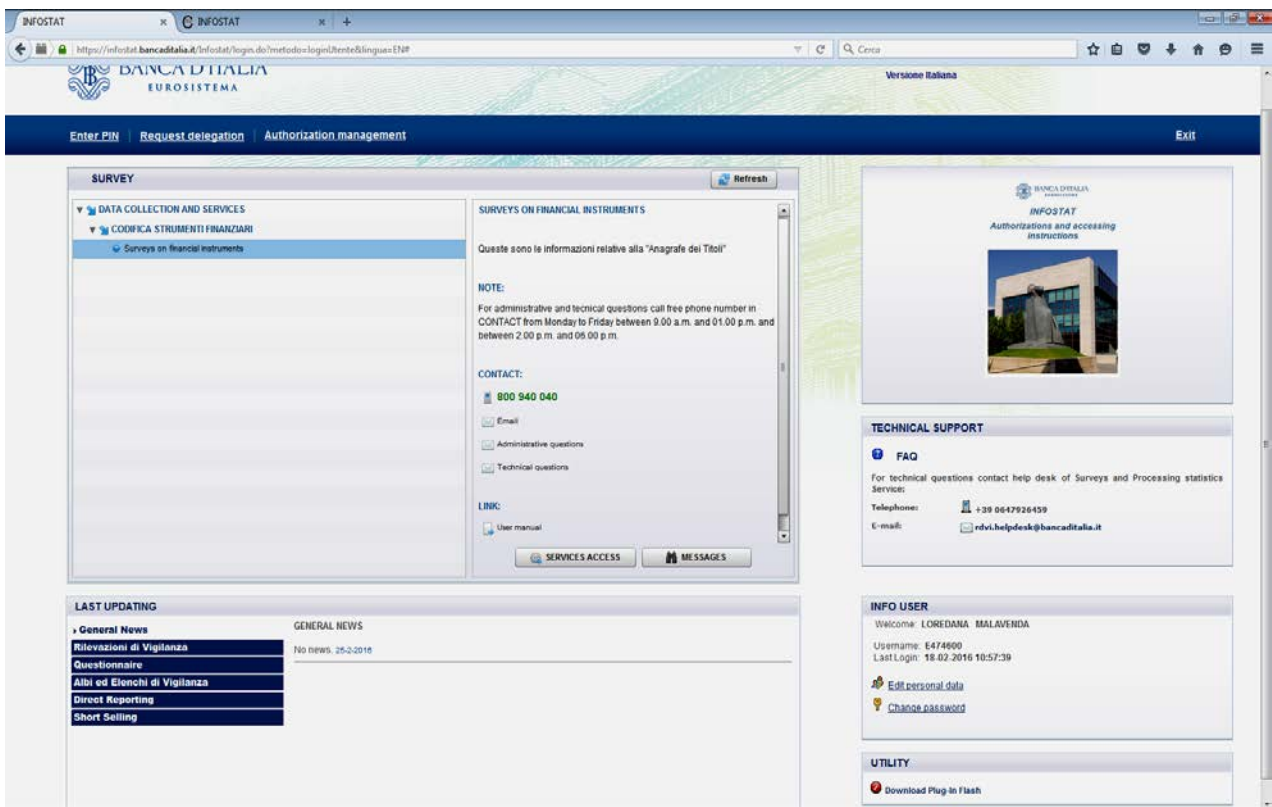 INFOSTAT
INFOSTAT
https://infostat.bancaditalia.it/Infostat/login.do?metodo=loginUtente&lingua=EN#
Cerca
BANCA D'ITALIA
EUROSISTEMA
Versione Italiana
Enter PIN
Request delegation
Authorization management
Exit
SURVEY
Refresh
DATA COLLECTION AND SERVICES
CODIFICA STRUMENTI FINANZIARI
Surveys on financial instruments
SURVEYS ON FINANCIAL INSTRUMENTS
Queste sono le informazioni relative alla "Anagrafe dei Titoli"
NOTE:
For administrative and tecnical questions call free phone number in
CONTACT from Monday to Friday between 9.00 a.m. and 01.00 p.m. and
between 2.00 p.m. and 06.00 p.m.
CONTACT:
800 940 040
Email
Administrative questions
Technical questions
LINK:
User manual
SERVICES ACCESS
MESSAGES
BANCA D'ITALIA
INFOSTAT
Authorizations and accessing
instructions
TECHNICAL SUPPORT
FAQ
For technical questions contact help desk of Surveys and Processing statistics
Service:
Telephone: +39 0647926459
E-mail: rdvi.helpdesk@bancaditalia.it
LAST UPDATING
General News
Rilevazioni di Vigilanza
Questionnaire
Albi ed Elenchi di Vigilanza
Direct Reporting
Short Selling
GENERAL NEWS
No news. 25-2-2016
INFO USER
Welcome: LOREDANA MALAVENDA
Username: E474600
Last Login: 18-02-2016 10:57:39
Edit personal data
Change password
UTILITY
Download Plug-In Flash